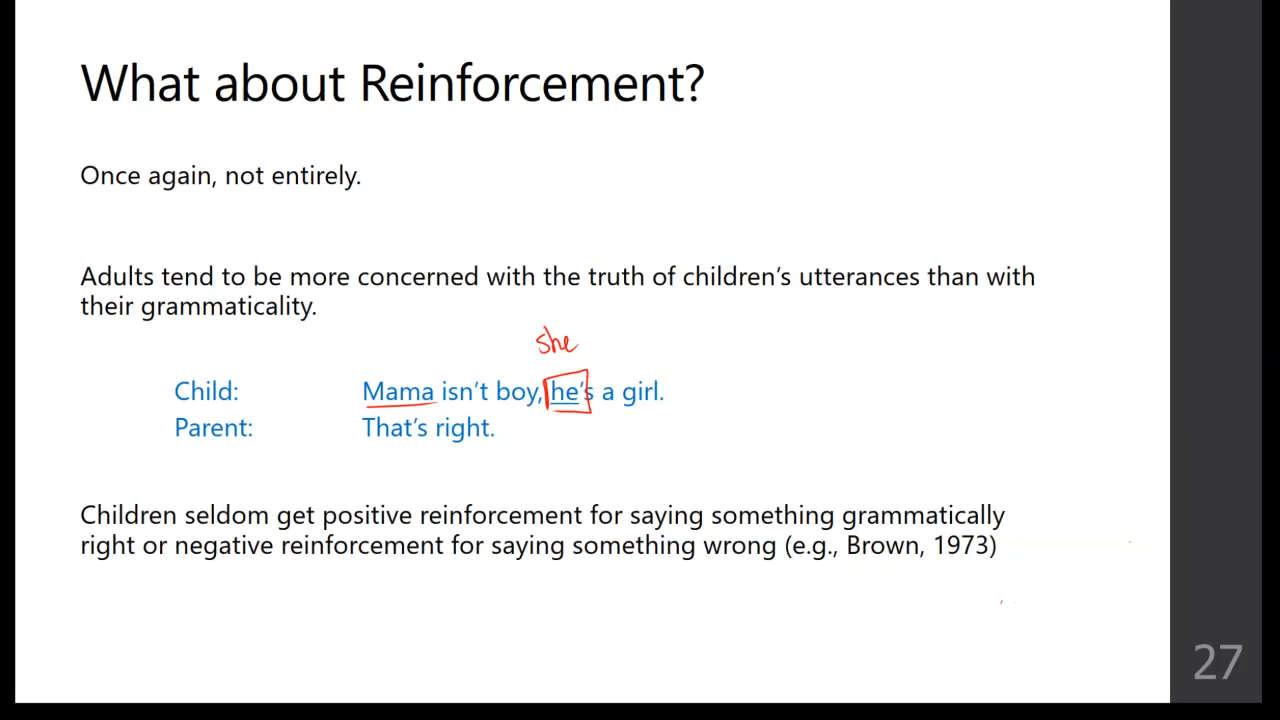 What about Reinforcement?
Once again, not entirely.
Adults tend to be more concerned with the truth of children's utterances than with
their grammaticality.
she
Child: Mama isn't boy, he's a girl.
Parent: That's right.
Children seldom get positive reinforcement for saying something grammatically
right or negative reinforcement for saying something wrong (e.g., Brown, 1973)
27